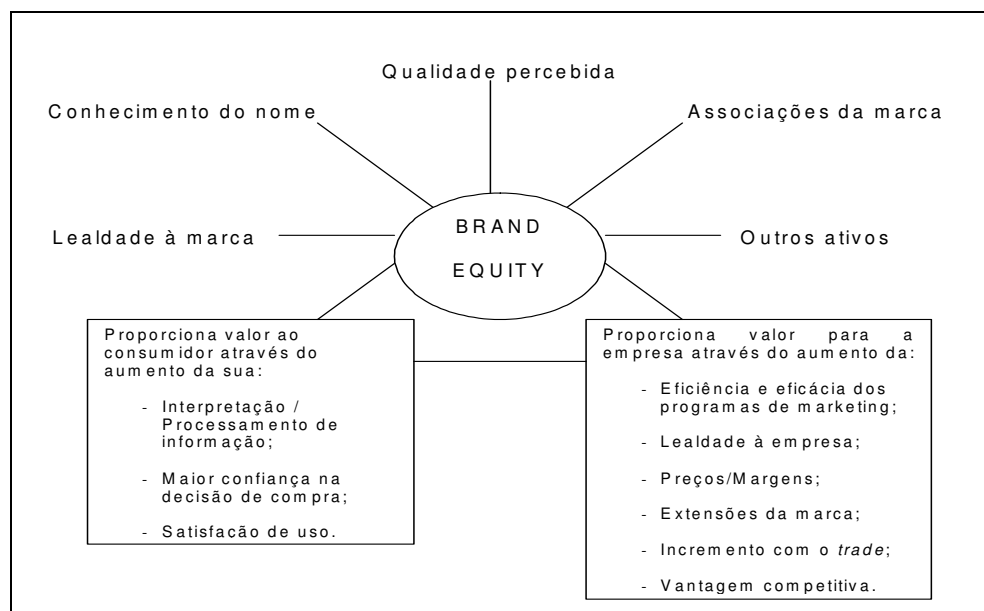 Qualidade percebida
Conhecimento do nome
Associações da marca
Lealdade à marca
BRAND
EQUITY
Outros ativos
Proporciona valor ao
consumidor através do
aumento da sua:
- Interpretação /
Processamento de
informação;
- Maior confiança na
decisão de compra;
- Satisfacão de uso.
Proporciona valor para a
empresa através do aumento da:
- Eficiência e eficácia dos
programas de marketing;
- Lealdade à empresa;
- Preços/Margens;
- Extensões da marca;
- Incremento com o trade;
- Vantagem competitiva.